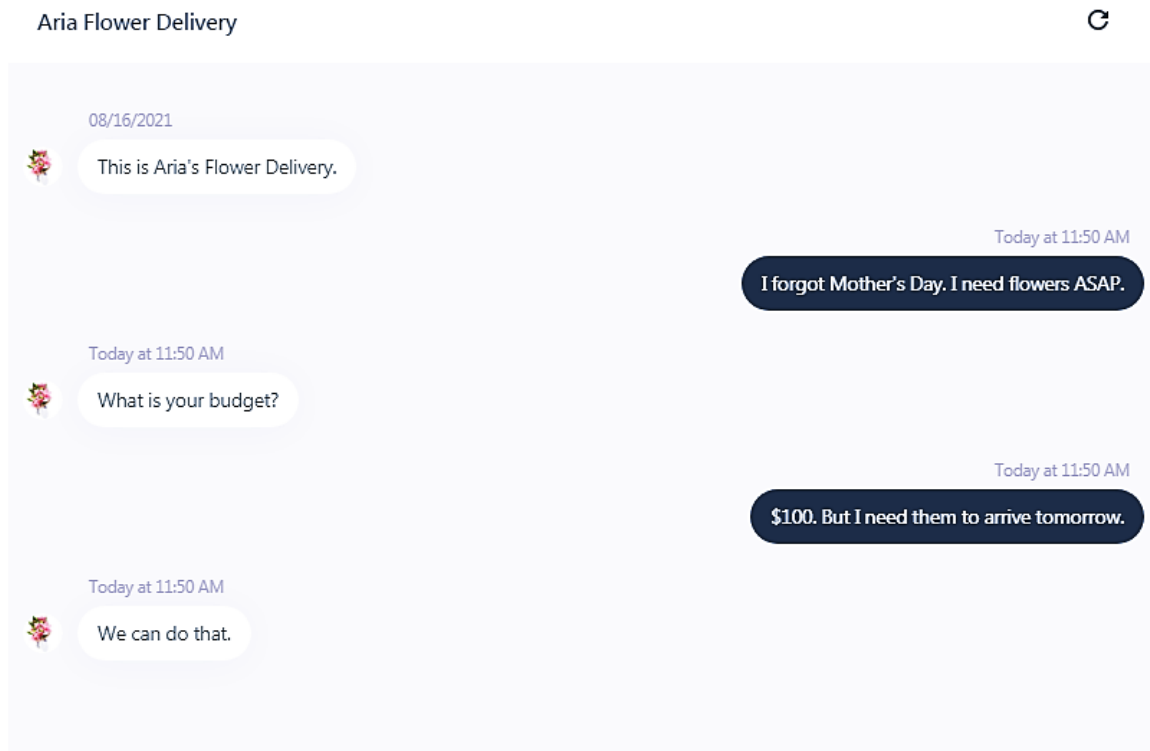 Aria Flower Delivery
08/16/2021
This is Aria's Flower Delivery.
Today at 11:50 AM
I forgot Mother's Day. I need flowers ASAP.
Today at 11:50 AM
What is your budget?
Today at 11:50 AM
$100. But I need them to arrive tomorrow.
Today at 11:50 AM
We can do that.